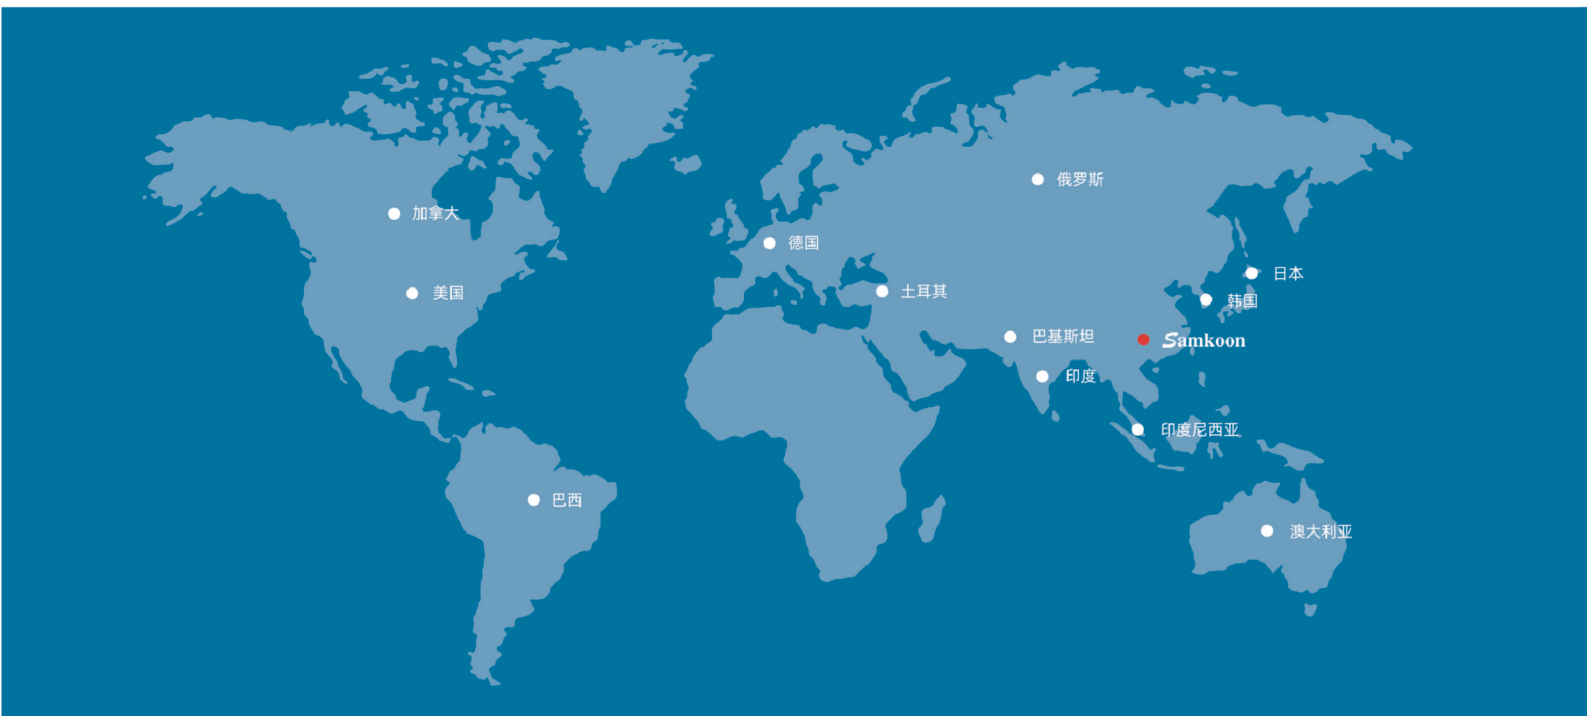 俄罗斯
加拿大
德国
日本
土耳其
美国
韩国
巴基斯坦
Samkoon
印度
印度尼西亚
巴西
澳大利亚